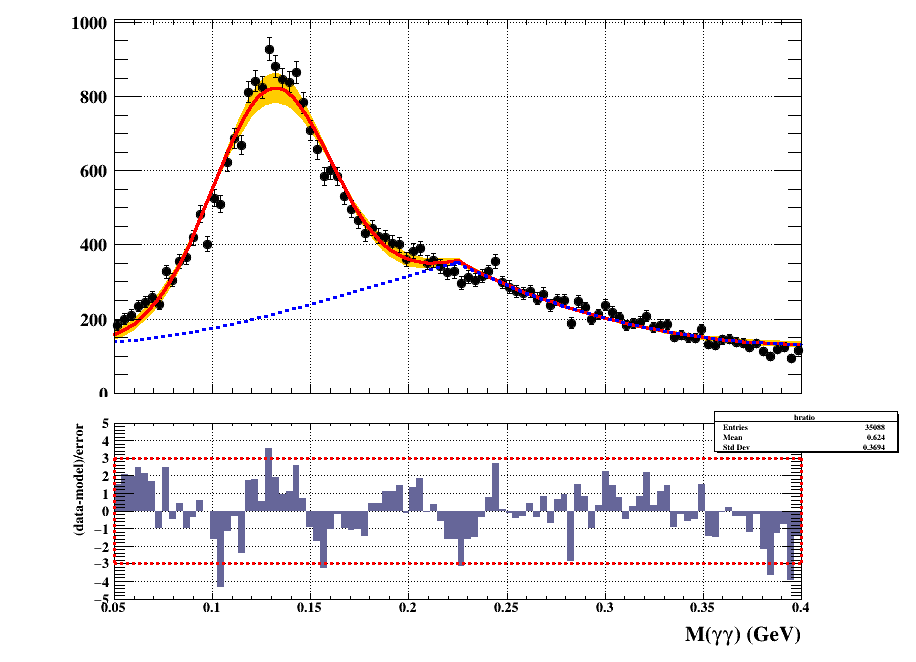 1000
800
600
400
200
0
hratio
Entries 35088
Mean 0.624
Std Dev 0.3694
(data-model)/error
5
4
3
2
1
0
−1
−2
−3
−4
−5
0.05 0.1 0.15 0.2 0.25 0.3 0.35 0.4
M(γγ) (GeV)